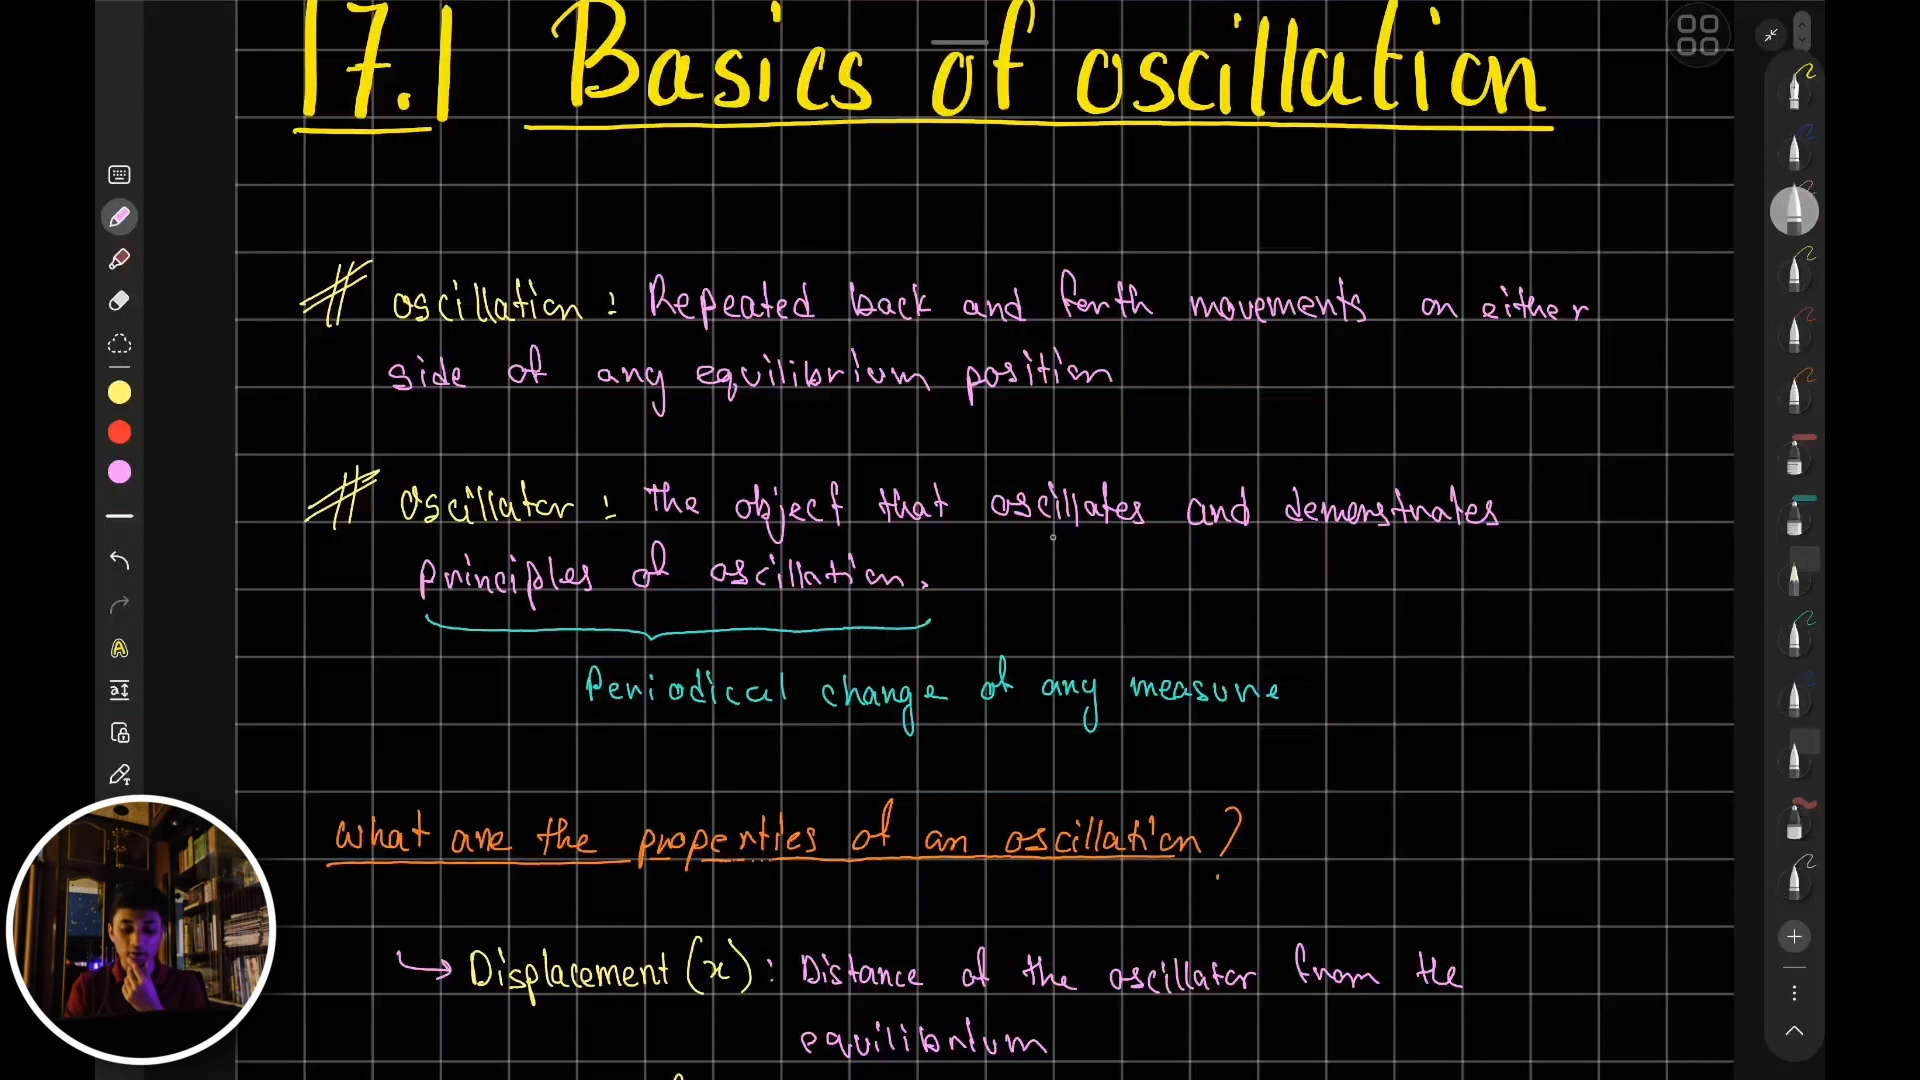 17.1 Basics of oscillation
# oscillation : Repeated back and forth movements on either
side of any equilibrium position
# oscillator : the object that oscillates and demonstrates
principles of oscillation.
Periodical change of any measure
what are the properties of an oscillation?
↳ Displacement (x) : Distance of the oscillator from the
equilibrium